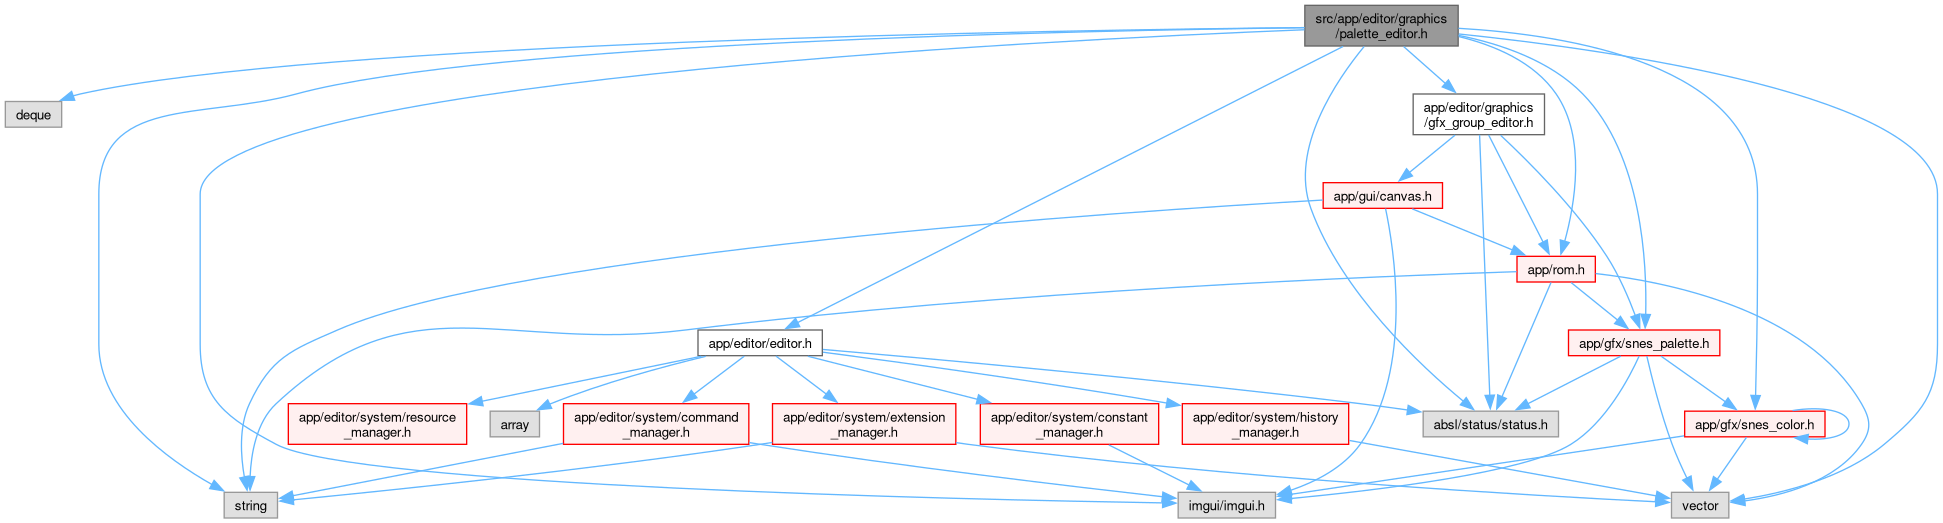 src/app/editor/graphics
/palette_editor.h
deque
app/editor/graphics
/gfx_group_editor.h
app/gui/canvas.h
app/rom.h
app/editor/editor.h
app/gfx/snes_palette.h
app/editor/system/resource
_manager.h
array
app/editor/system/command
_manager.h
app/editor/system/extension
_manager.h
app/editor/system/constant
_manager.h
app/editor/system/history
_manager.h
absl/status/status.h
app/gfx/snes_color.h
string
imgui/imgui.h
vector